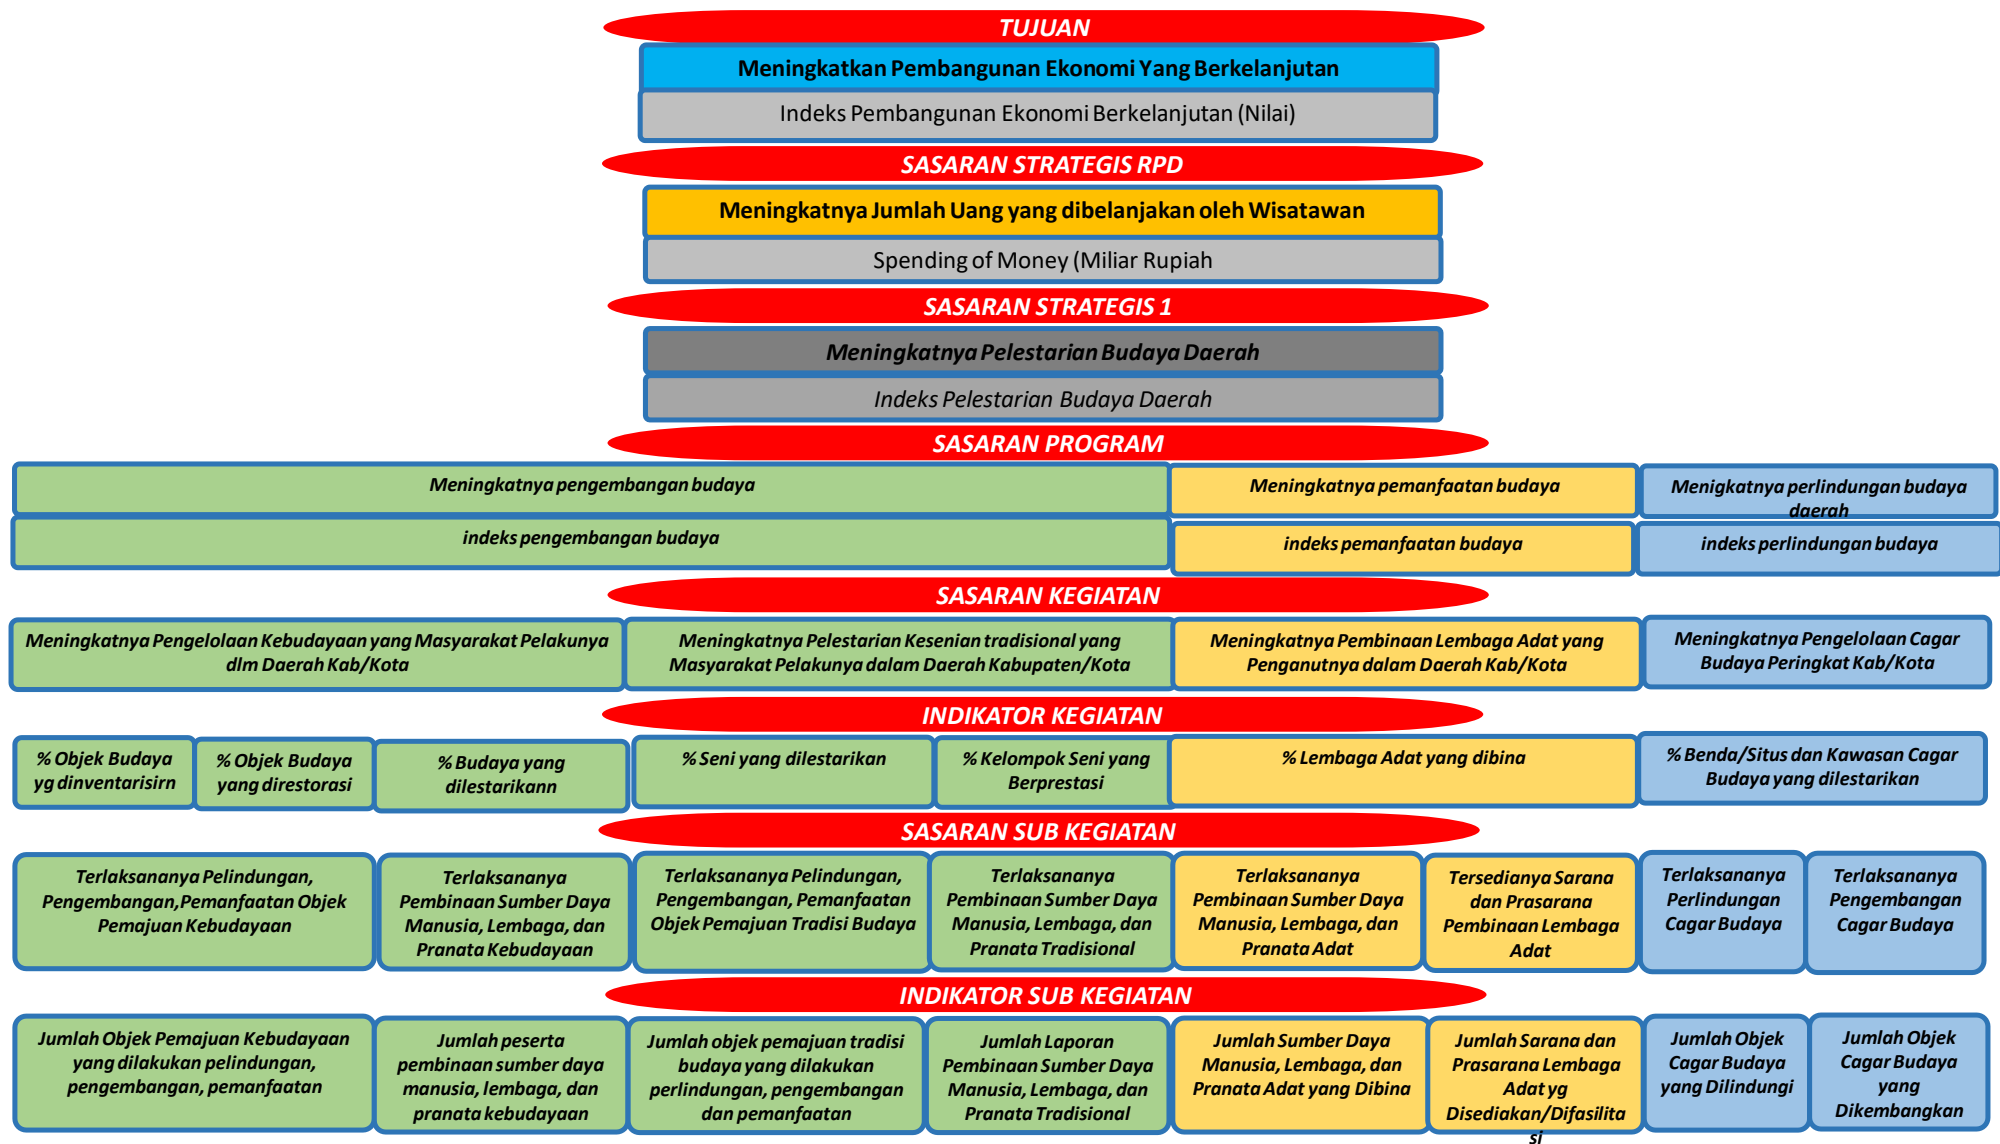 TUJUAN
Meningkatkan Pembangunan Ekonomi Yang Berkelanjutan
Indeks Pembangunan Ekonomi Berkelanjutan (Nilai)
SASARAN STRATEGIS RPD
Meningkatnya Jumlah Uang yang dibelanjakan oleh Wisatawan
Spending of Money (Miliar Rupiah
SASARAN STRATEGIS 1
Meningkatnya Pelestarian Budaya Daerah
Indeks Pelestarian Budaya Daerah
SASARAN PROGRAM
Meningkatnya pengembangan budaya
Meningkatnya pemanfaatan budaya
Menigkatnya perlindungan budaya
daerah
indeks pengembangan budaya
indeks pemanfaatan budaya
indeks perlindungan budaya
SASARAN KEGIATAN
Meningkatnya Pengelolaan Kebudayaan yang Masyarakat Pelakunya
dlm Daerah Kab/Kota
Meningkatnya Pelestarian Kesenian tradisional yang
Masyarakat Pelakunya dalam Daerah Kabupaten/Kota
Meningkatnya Pembinaan Lembaga Adat yang
Penganutnya dalam Daerah Kab/Kota
Meningkatnya Pengelolaan Cagar
Budaya Peringkat Kab/Kota
INDIKATOR KEGIATAN
% Objek Budaya
yg dinventarisirn
% Objek Budaya
yang direstorasi
% Budaya yang
dilestarikann
% Seni yang dilestarikan
% Kelompok Seni yang
Berprestasi
% Lembaga Adat yang dibina
% Benda/Situs dan Kawasan Cagar
Budaya yang dilestarikan
SASARAN SUB KEGIATAN
Terlaksananya Pelindungan,
Pengembangan,Pemanfaatan Objek
Pemajuan Kebudayaan
Terlaksananya
Pembinaan Sumber Daya
Manusia, Lembaga, dan
Pranata Kebudayaan
Terlaksananya Pelindungan,
Pengembangan, Pemanfaatan
Objek Pemajuan Tradisi Budaya
Terlaksananya
Pembinaan Sumber Daya
Manusia, Lembaga, dan
Pranata Tradisional
Terlaksananya
Pembinaan Sumber Daya
Manusia, Lembaga, dan
Pranata Adat
Tersedianya Sarana
dan Prasarana
Pembinaan Lembaga
Adat
Terlaksananya
Perlindungan
Cagar Budaya
Terlaksananya
Pengembangan
Cagar Budaya
INDIKATOR SUB KEGIATAN
Jumlah Objek Pemajuan Kebudayaan
yang dilakukan pelindungan,
pengembangan, pemanfaatan
Jumlah peserta
pembinaan sumber daya
manusia, lembaga, dan
pranata kebudayaan
Jumlah objek pemajuan tradisi
budaya yang dilakukan
perlindungan, pengembangan
dan pemanfaatan
Jumlah Laporan
Pembinaan Sumber Daya
Manusia, Lembaga, dan
Pranata Tradisional
Jumlah Sumber Daya
Manusia, Lembaga, dan
Pranata Adat yang Dibina
Jumlah Sarana dan
Prasarana Lembaga
Adat yg
Disediakan/Difasilita
si
Jumlah Objek
Cagar Budaya
yang Dilindungi
Jumlah Objek
Cagar Budaya
yang
Dikembangkan